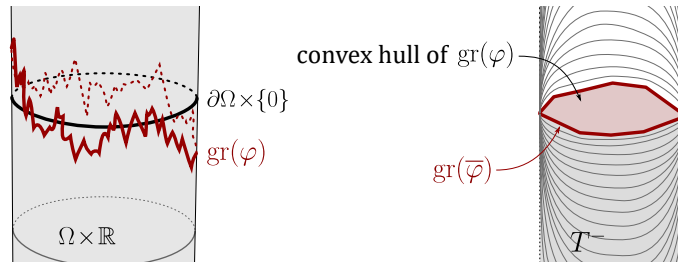 ∂Ω×{0}
gr(φ)
Ω×ℝ
convex hull of gr(φ)
gr(φ̅)
T⁻